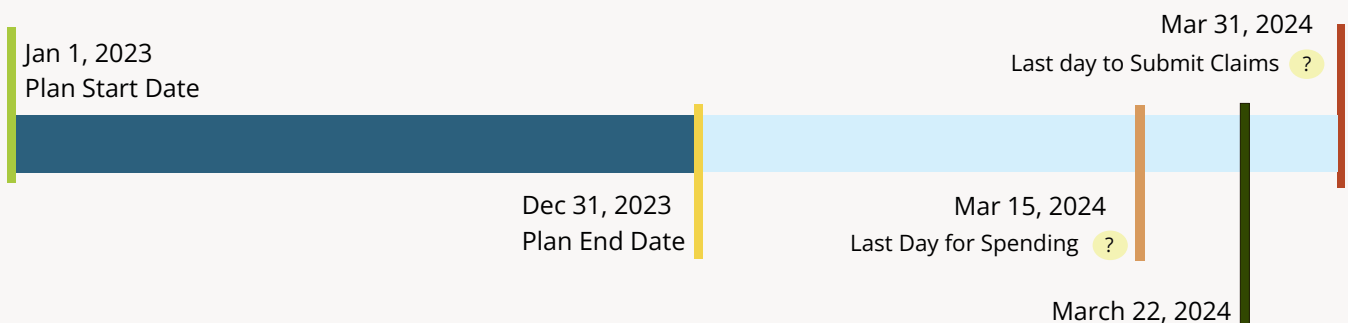 Jan 1, 2023
Plan Start Date
Mar 31, 2024
Last day to Submit Claims ?
Dec 31, 2023
Plan End Date
Mar 15, 2024
Last Day for Spending ?
March 22, 2024